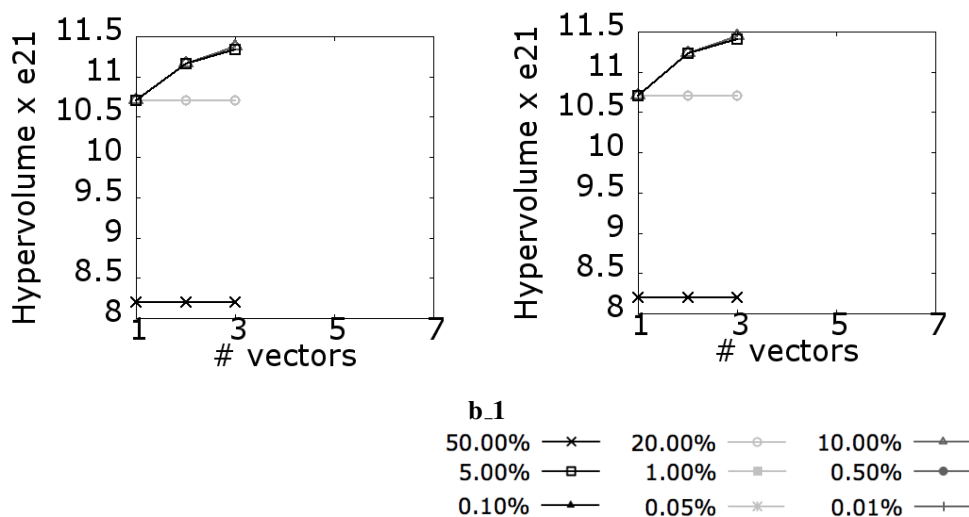 Hypervolume x e21
11.5
11
10.5
10
9.5
9
8.5
8
1 3 5 7
# vectors
Hypervolume x e21
11.5
11
10.5
10
9.5
9
8.5
8
1 3 5 7
# vectors
b_1
50.00% 20.00% 10.00%
5.00% 1.00% 0.50%
0.10% 0.05% 0.01%